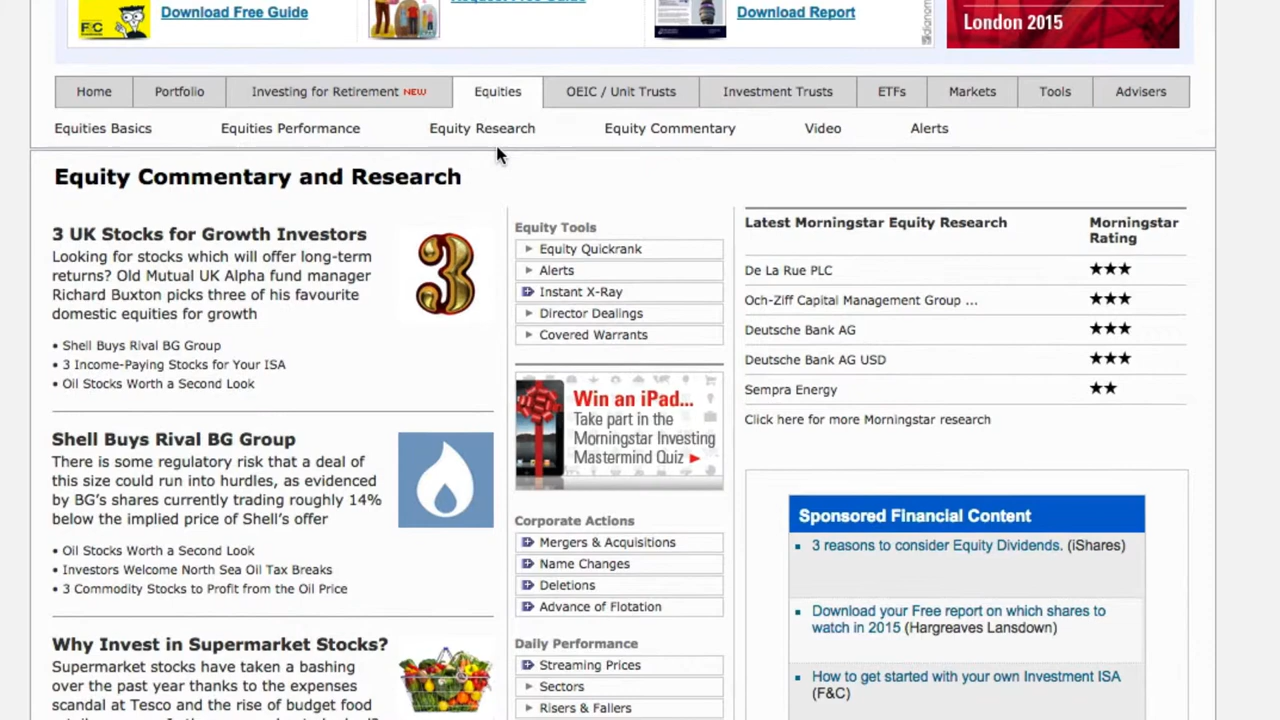 F&C
Download Free Guide
Download Report
London 2015
Home
Portfolio
Investing for Retirement NEW
Equities
OEIC / Unit Trusts
Investment Trusts
ETFs
Markets
Tools
Advisers
Equities Basics
Equities Performance
Equity Research
Equity Commentary
Video
Alerts
Equity Commentary and Research
3 UK Stocks for Growth Investors
Looking for stocks which will offer long-term
returns? Old Mutual UK Alpha fund manager
Richard Buxton picks three of his favourite
domestic equities for growth
• Shell Buys Rival BG Group
• 3 Income-Paying Stocks for Your ISA
• Oil Stocks Worth a Second Look
3
Shell Buys Rival BG Group
There is some regulatory risk that a deal of
this size could run into hurdles, as evidenced
by BG's shares currently trading roughly 14%
below the implied price of Shell's offer
• Oil Stocks Worth a Second Look
• Investors Welcome North Sea Oil Tax Breaks
• 3 Commodity Stocks to Profit from the Oil Price
Why Invest in Supermarket Stocks?
Supermarket stocks have taken a bashing
over the past year thanks to the expenses
scandal at Tesco and the rise of budget food
Equity Tools
Equity Quickrank
Alerts
Instant X-Ray
Director Dealings
Covered Warrants
Win an iPad...
Take part in the
Morningstar Investing
Mastermind Quiz
Corporate Actions
Mergers & Acquisitions
Name Changes
Deletions
Advance of Flotation
Daily Performance
Streaming Prices
Sectors
Risers & Fallers
Latest Morningstar Equity Research
Morningstar
Rating
De La Rue PLC ★★★
Och-Ziff Capital Management Group ... ★★★
Deutsche Bank AG ★★★
Deutsche Bank AG USD ★★★
Sempra Energy ★★
Click here for more Morningstar research
Sponsored Financial Content
3 reasons to consider Equity Dividends. (iShares)
Download your Free report on which shares to
watch in 2015 (Hargreaves Lansdown)
How to get started with your own Investment ISA
(F&C)